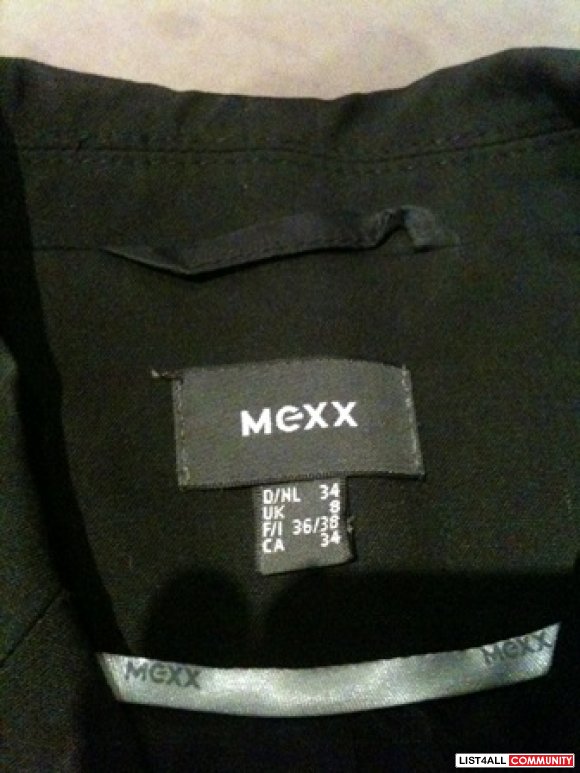 MEXX
D/NL 34
UK 8
F/I 36/38
CA 34
MEXX MEXX
LIST4ALL COMMUNITY